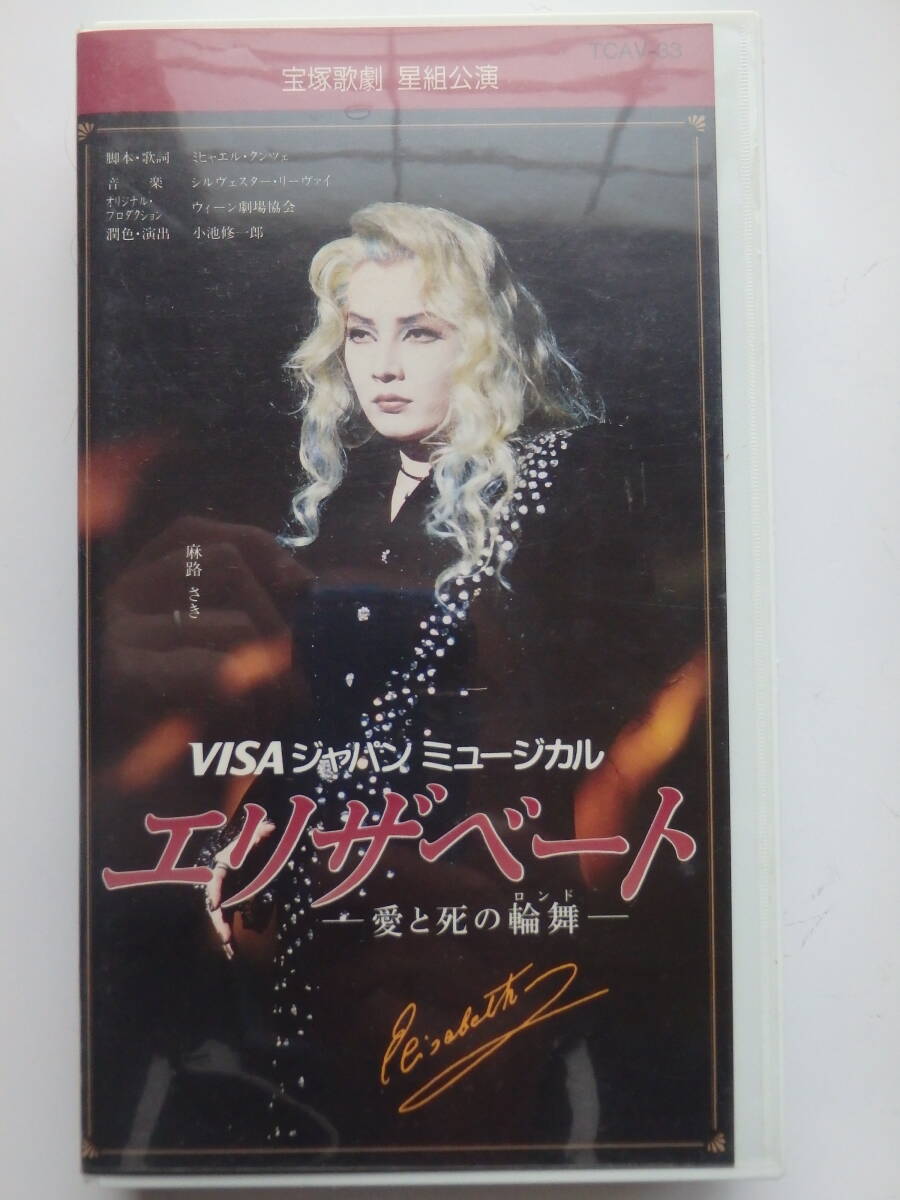 TCAV-33
宝塚歌劇 星組公演
脚本・歌詞 ミヒャエル・クンツェ
音 楽 シルヴェスター・リーヴァイ
オリジナル・プロダクション ウィーン劇場協会
潤色・演出 小池修一郎
麻路 さき
VISA ジャパン ミュージカル
エリザベート
ロンド
―愛と死の輪舞―
Elisabeth